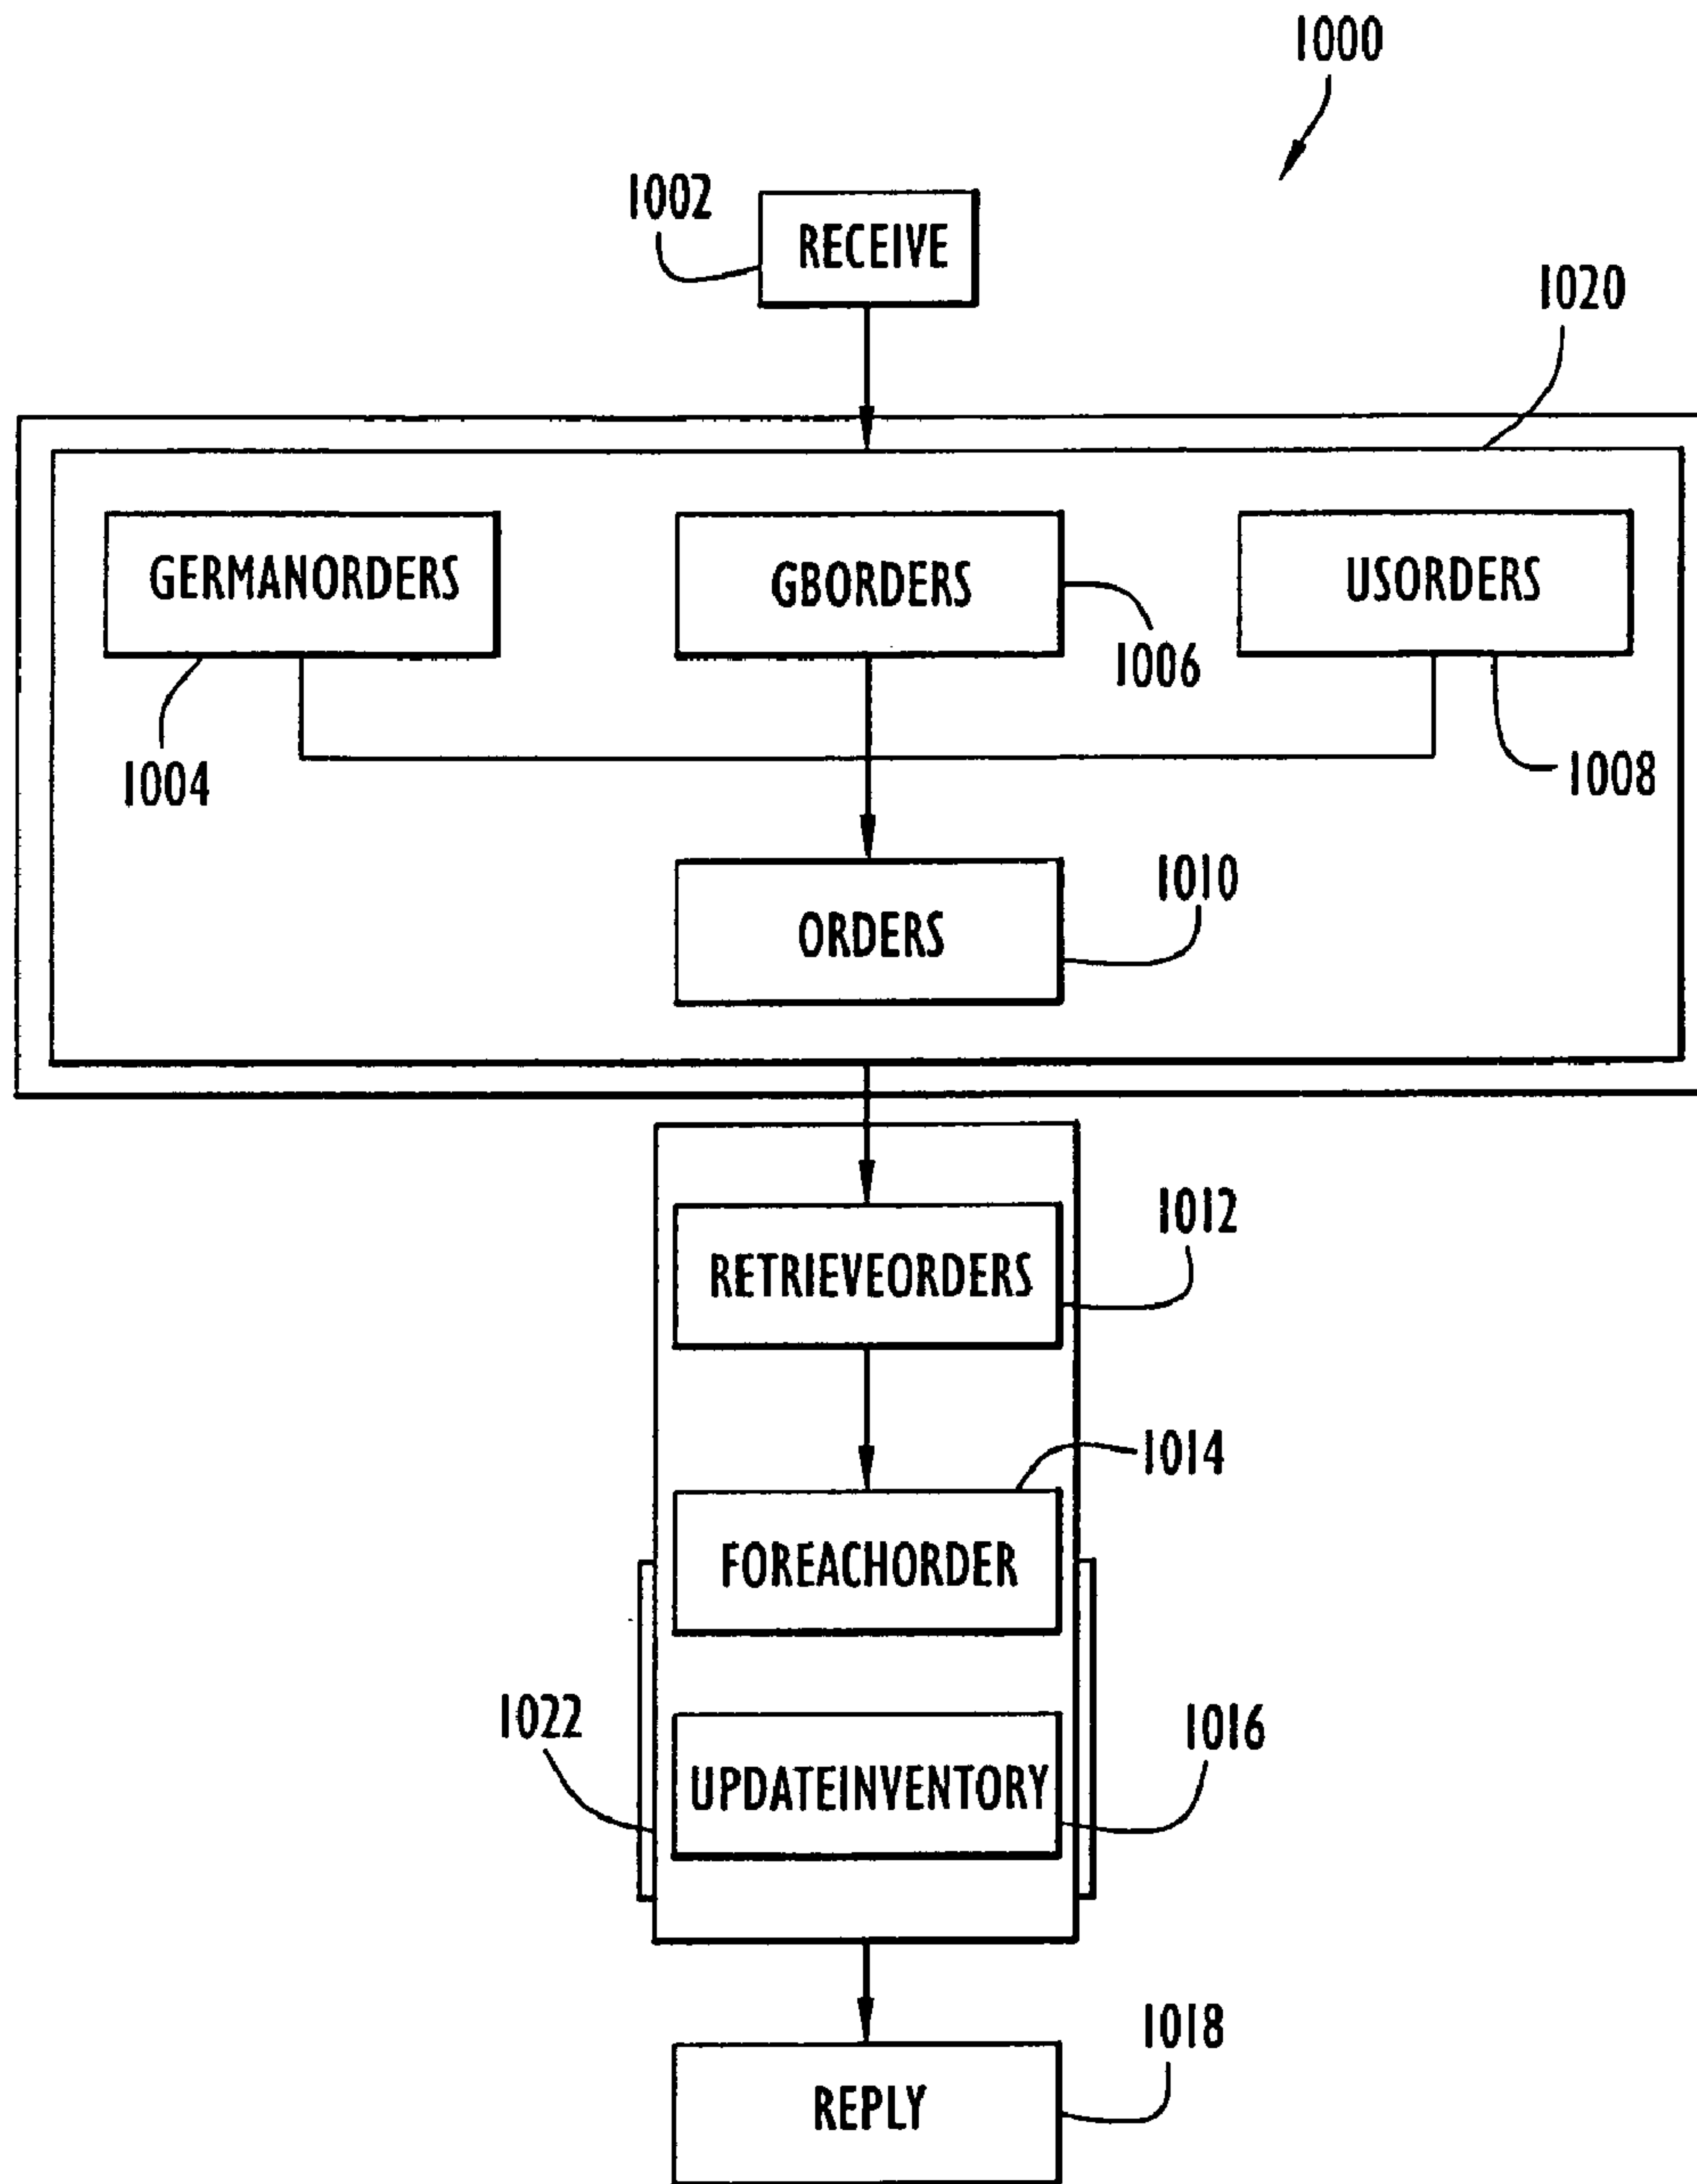 1000
1002
RECEIVE
1020
GERMANORDERS
GBORDERS
USORDERS
1006
1004
1008
1010
ORDERS
1012
RETRIEVEORDERS
1014
FOREACHORDER
1022
1016
UPDATEINVENTORY
1018
REPLY